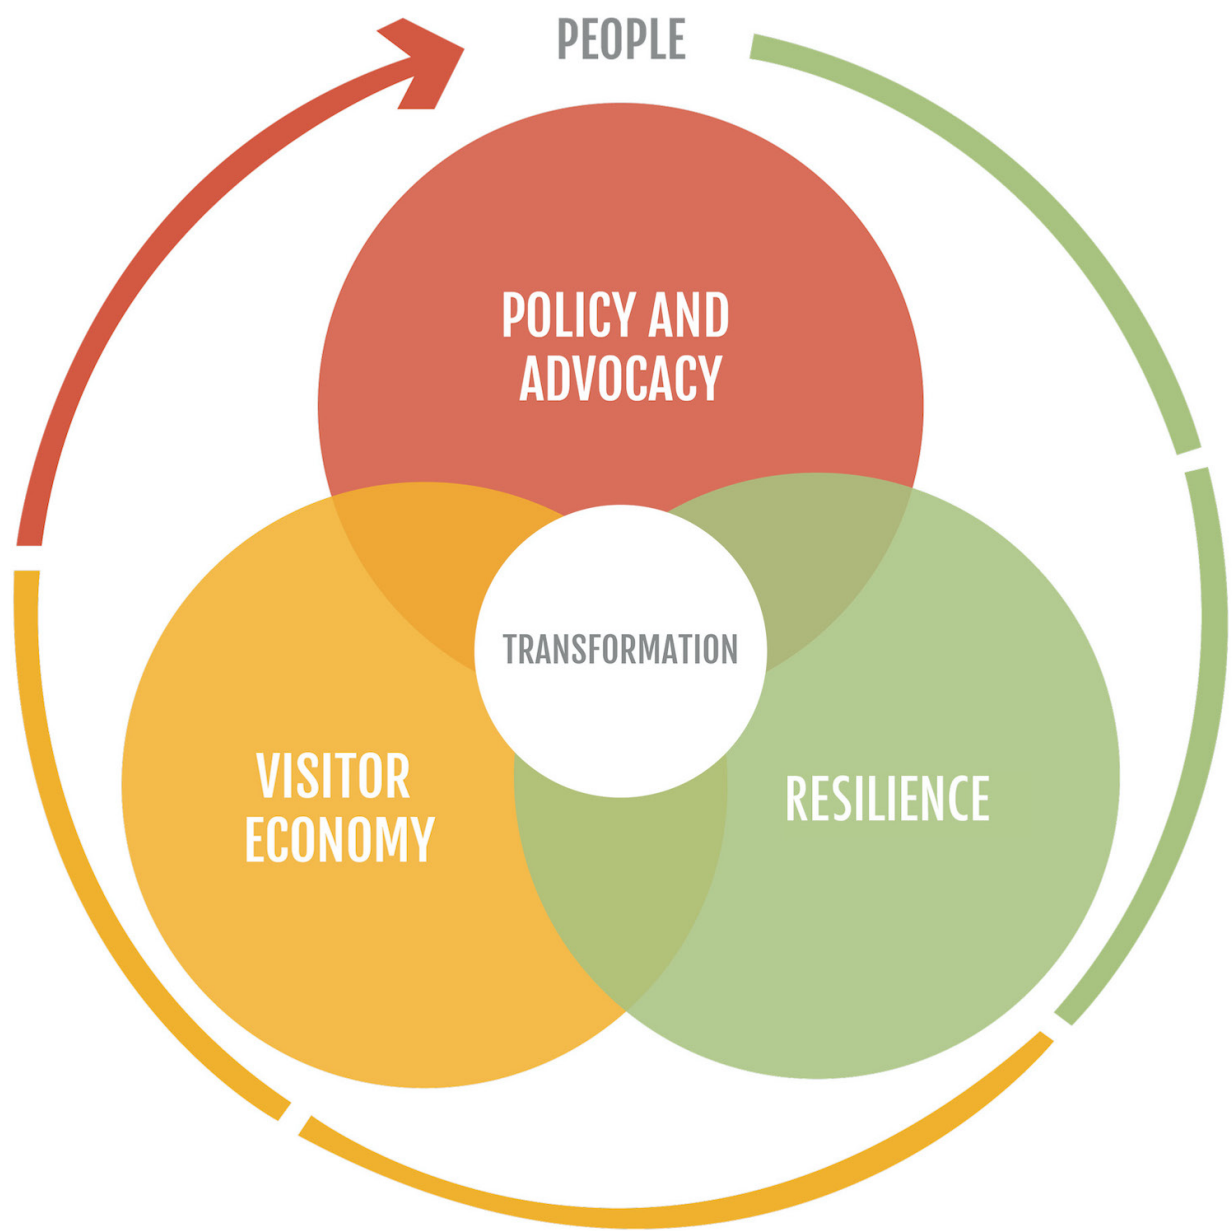 PEOPLE
POLICY AND
ADVOCACY
TRANSFORMATION
VISITOR
ECONOMY
RESILIENCE